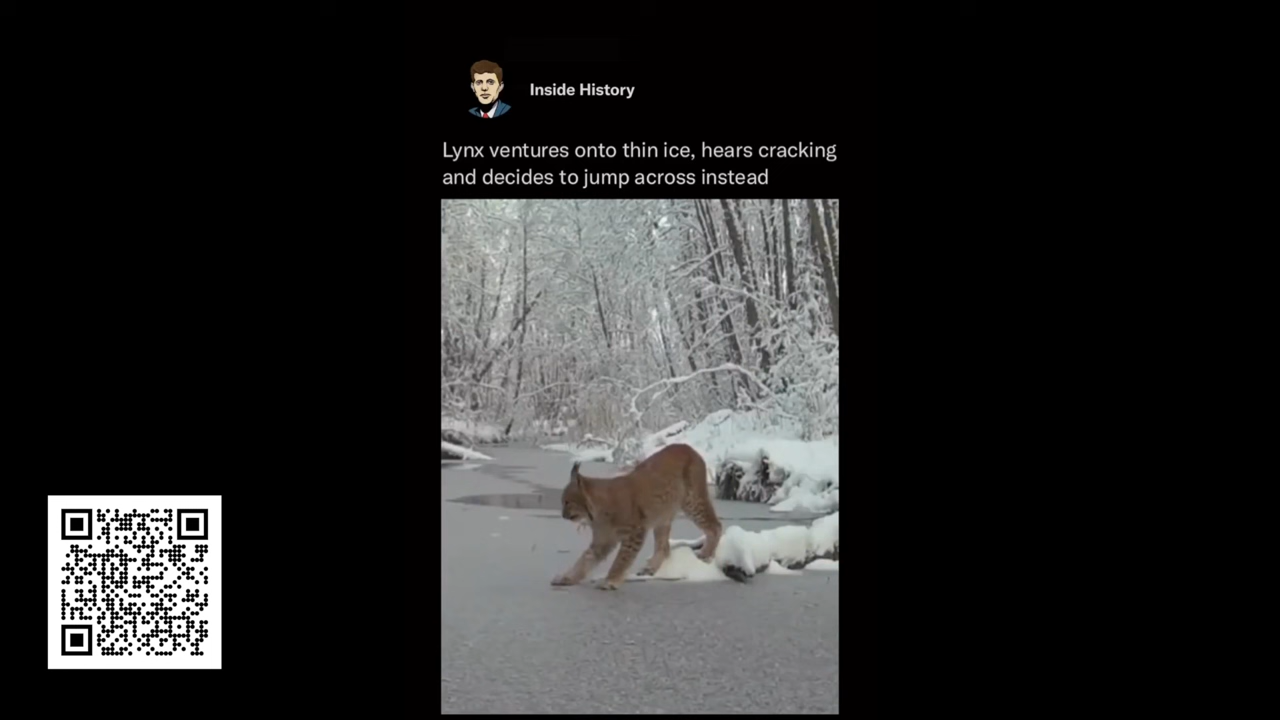 Inside History
Lynx ventures onto thin ice, hears cracking
and decides to jump across instead